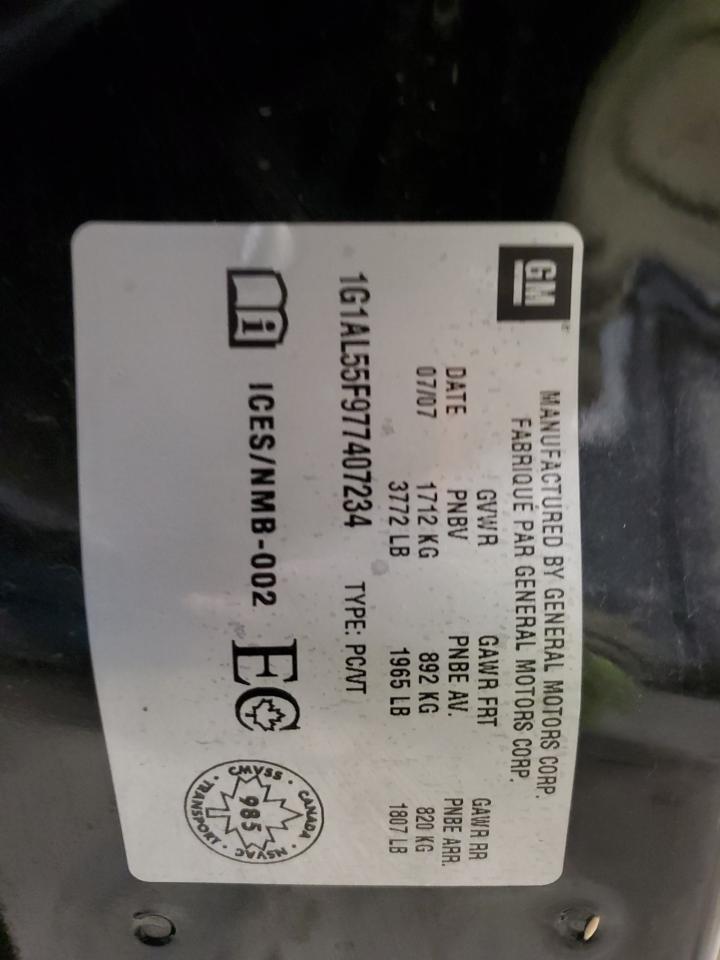 GM
MANUFACTURED BY GENERAL MOTORS CORP.
FABRIQUE PAR GENERAL MOTORS CORP.
DATE GVWR GAWR FRT GAWR RR
PNBV PNBE AV. PNBE ARR.
07/07 1712 KG 892 KG 820 KG
3772 LB 1965 LB 1807 LB
1G1AL55F977407234 TYPE: PC/VT
i ICES/NMB-002 EC
CANADA · NSVAC · TRANSPORT · CMVSS ·
985